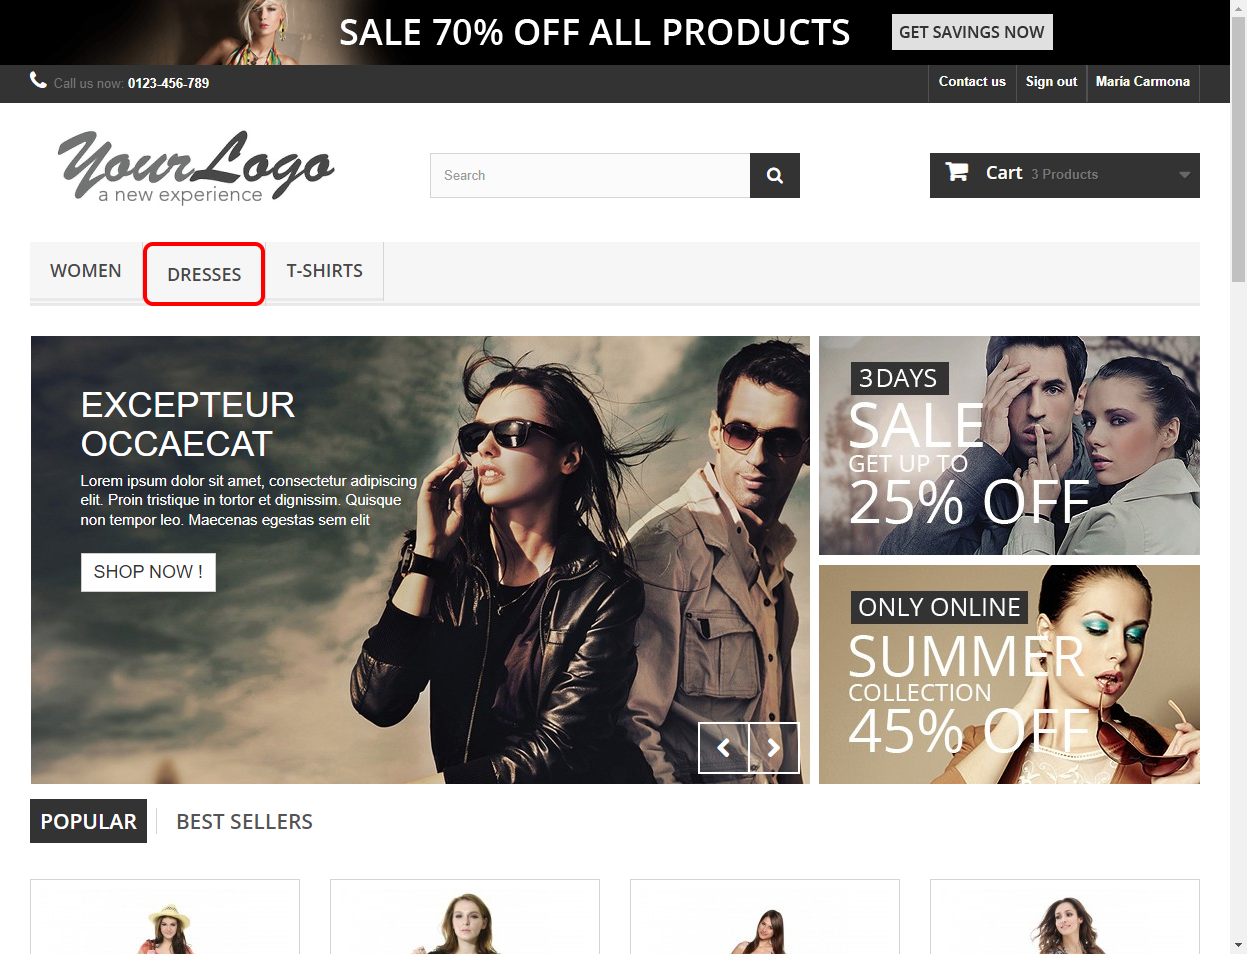 SALE 70% OFF ALL PRODUCTS
GET SAVINGS NOW
Call us now: 0123-456-789
Contact us
Sign out
María Carmona
YourLogo
a new experience
Search
Cart 3 Products
WOMEN
DRESSES
T-SHIRTS
EXCEPTEUR
OCCAECAT
Lorem ipsum dolor sit amet, consectetur adipiscing
elit. Proin tristique in tortor et dignissim. Quisque
non tempor leo. Maecenas egestas sem elit
SHOP NOW !
3 DAYS
SALE
GET UP TO
25% OFF
ONLY ONLINE
SUMMER
COLLECTION
45% OFF
POPULAR
BEST SELLERS